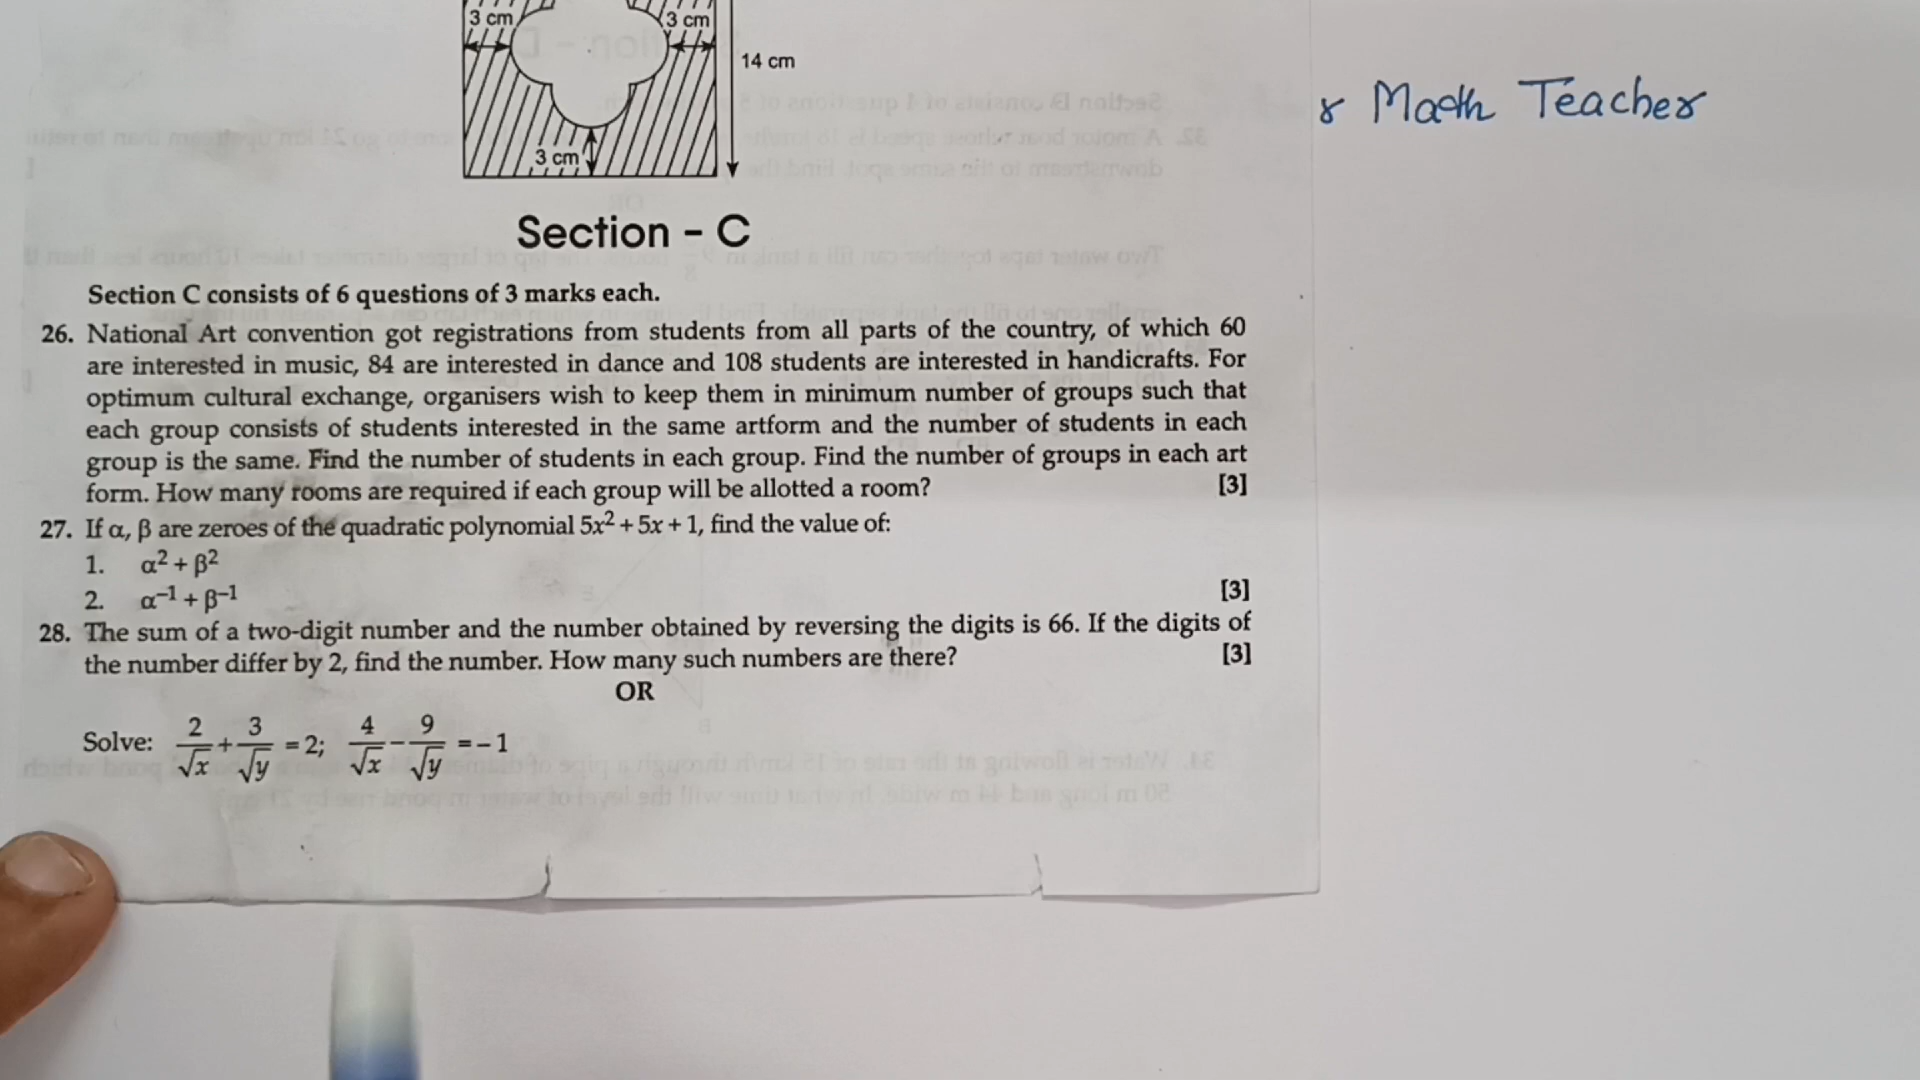 3 cm 3 cm
14 cm
3 cm
Math Teacher
Section - C
Section C consists of 6 questions of 3 marks each.
26. National Art convention got registrations from students from all parts of the country, of which 60
are interested in music, 84 are interested in dance and 108 students are interested in handicrafts. For
optimum cultural exchange, organisers wish to keep them in minimum number of groups such that
each group consists of students interested in the same artform and the number of students in each
group is the same. Find the number of students in each group. Find the number of groups in each art
form. How many rooms are required if each group will be allotted a room? [3]
27. If α, β are zeroes of the quadratic polynomial 5x² + 5x + 1, find the value of:
1. α² + β²
2. α⁻¹ + β⁻¹ [3]
28. The sum of a two-digit number and the number obtained by reversing the digits is 66. If the digits of
the number differ by 2, find the number. How many such numbers are there? [3]
OR
Solve: 2/√x + 3/√y = 2; 4/√x - 9/√y = - 1